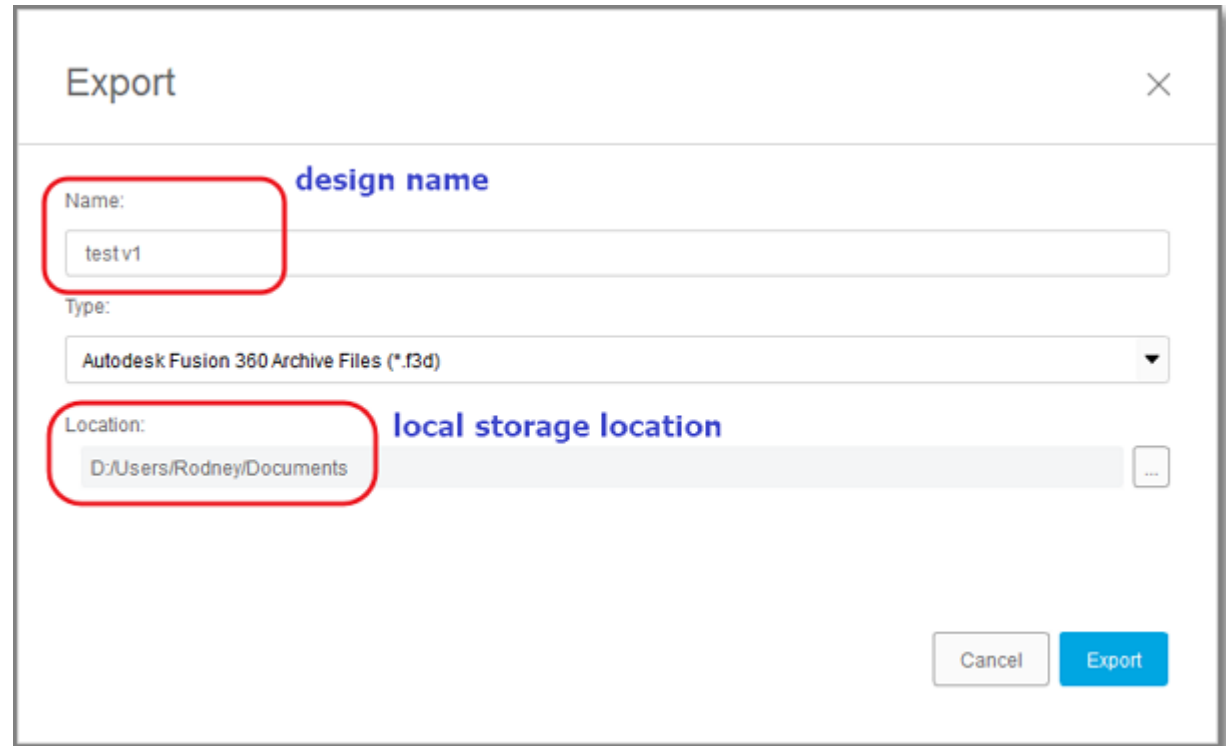 Export
design name
Name:
test v1
Type:
Autodesk Fusion 360 Archive Files (*.f3d)
Location:
local storage location
D:/Users/Rodney/Documents
...
Cancel
Export